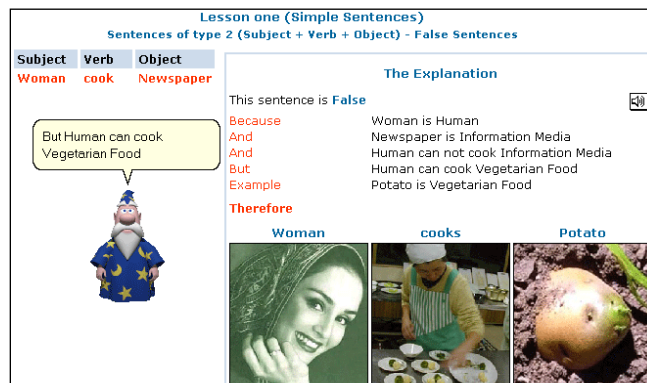 Lesson one (Simple Sentences)
Sentences of type 2 (Subject + Verb + Object) - False Sentences
Subject Verb Object
Woman cook Newspaper
The Explanation
This sentence is False
Because Woman is Human
And Newspaper is Information Media
And Human can not cook Information Media
But Human can cook Vegetarian Food
Example Potato is Vegetarian Food
Therefore
But Human can cook
Vegetarian Food
Woman cooks Potato